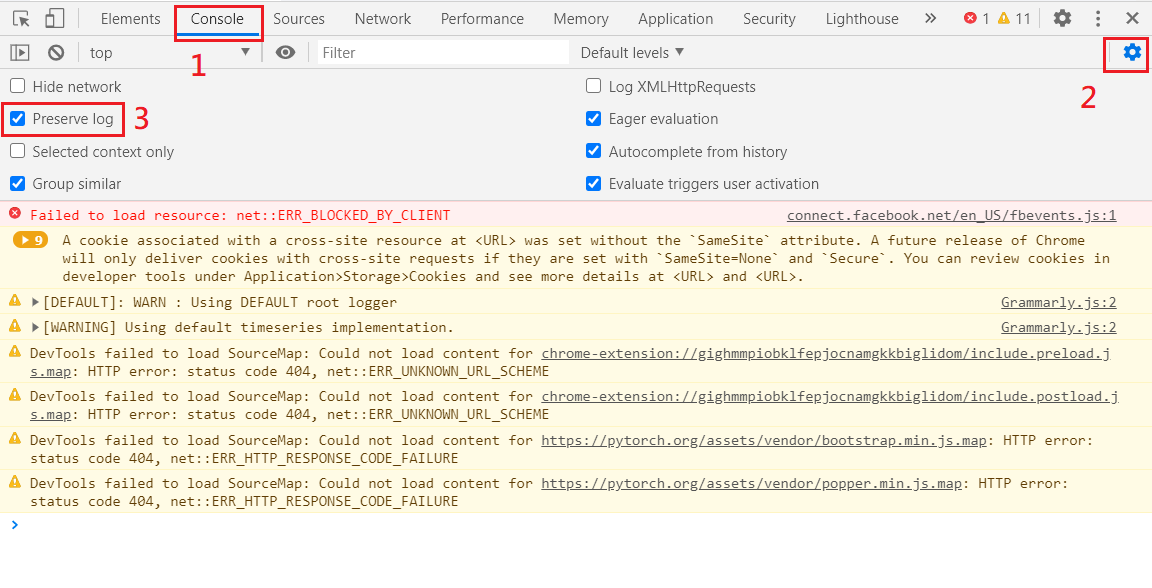 Elements Console Sources Network Performance Memory Application Security Lighthouse » 1 11
top Filter Default levels
1
2
Hide network Log XMLHttpRequests
Preserve log 3 Eager evaluation
Selected context only Autocomplete from history
Group similar Evaluate triggers user activation
Failed to load resource: net::ERR_BLOCKED_BY_CLIENT connect.facebook.net/en_US/fbevents.js:1
9 A cookie associated with a cross-site resource at <URL> was set without the `SameSite` attribute. A future release of Chrome
will only deliver cookies with cross-site requests if they are set with `SameSite=None` and `Secure`. You can review cookies in
developer tools under Application>Storage>Cookies and see more details at <URL> and <URL>.
[DEFAULT]: WARN : Using DEFAULT root logger Grammarly.js:2
[WARNING] Using default timeseries implementation. Grammarly.js:2
DevTools failed to load SourceMap: Could not load content for chrome-extension://gighmmpiobklfepjocnamgkkbiglidom/include.preload.j
s.map: HTTP error: status code 404, net::ERR_UNKNOWN_URL_SCHEME
DevTools failed to load SourceMap: Could not load content for chrome-extension://gighmmpiobklfepjocnamgkkbiglidom/include.postload.j
s.map: HTTP error: status code 404, net::ERR_UNKNOWN_URL_SCHEME
DevTools failed to load SourceMap: Could not load content for https://pytorch.org/assets/vendor/bootstrap.min.js.map: HTTP error:
status code 404, net::ERR_HTTP_RESPONSE_CODE_FAILURE
DevTools failed to load SourceMap: Could not load content for https://pytorch.org/assets/vendor/popper.min.js.map: HTTP error:
status code 404, net::ERR_HTTP_RESPONSE_CODE_FAILURE